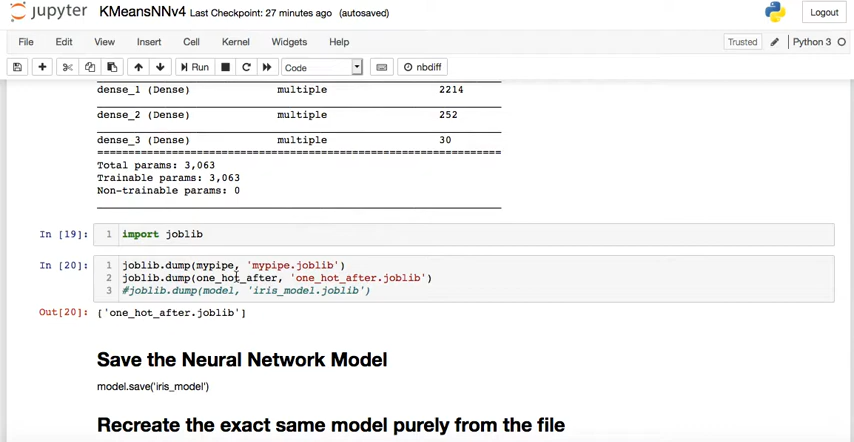 jupyter KMeansNNv4 Last Checkpoint: 27 minutes ago (autosaved) Logout
File Edit View Insert Cell Kernel Widgets Help Trusted Python 3
Run Code nbdiff
dense_1 (Dense) multiple 2214
dense_2 (Dense) multiple 252
dense_3 (Dense) multiple 30
Total params: 3,063
Trainable params: 3,063
Non-trainable params: 0
In [19]: 1 import joblib
In [20]: 1 joblib.dump(mypipe, 'mypipe.joblib')
2 joblib.dump(one_hot_after, 'one_hot_after.joblib')
3 #joblib.dump(model, 'iris_model.joblib')
Out[20]: ['one_hot_after.joblib']
Save the Neural Network Model
model.save('iris_model')
Recreate the exact same model purely from the file